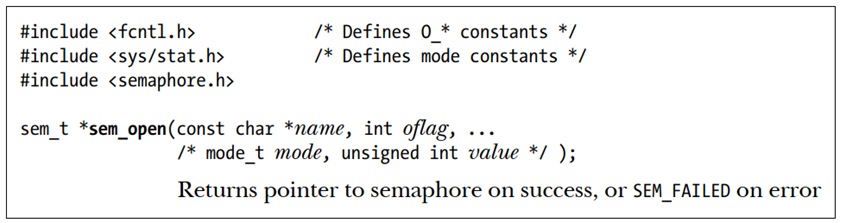 #include <fcntl.h> /* Defines O_* constants */
#include <sys/stat.h> /* Defines mode constants */
#include <semaphore.h>
sem_t *sem_open(const char *name, int oflag, ...
/* mode_t mode, unsigned int value */ );
Returns pointer to semaphore on success, or SEM_FAILED on error